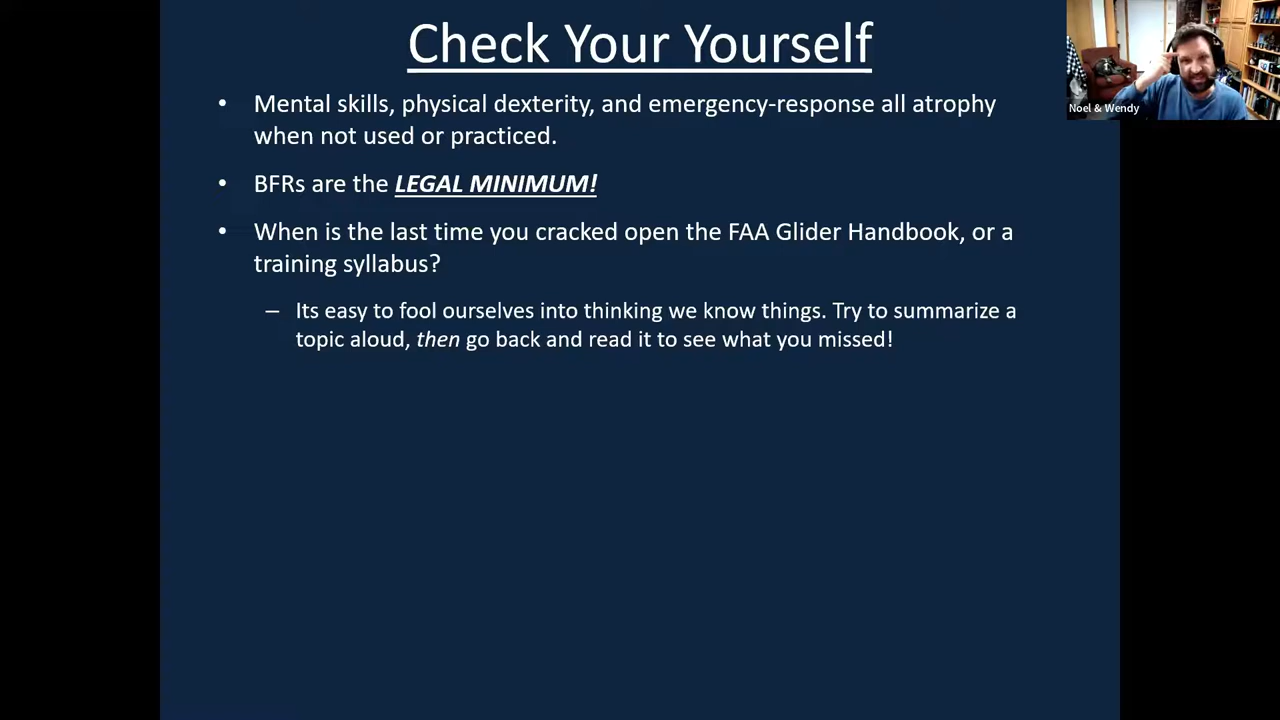 Check Your Yourself
• Mental skills, physical dexterity, and emergency-response all atrophy
when not used or practiced.
• BFRs are the LEGAL MINIMUM!
• When is the last time you cracked open the FAA Glider Handbook, or a
training syllabus?
– Its easy to fool ourselves into thinking we know things. Try to summarize a
topic aloud, then go back and read it to see what you missed!
Noel & Wendy